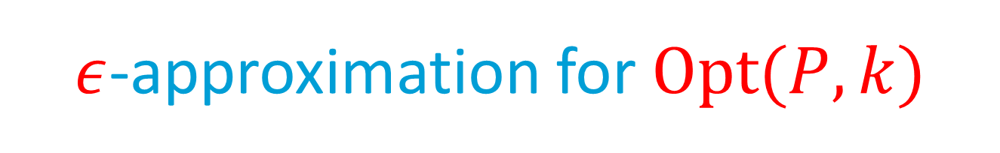 ϵ-approximation for Opt(P, k)